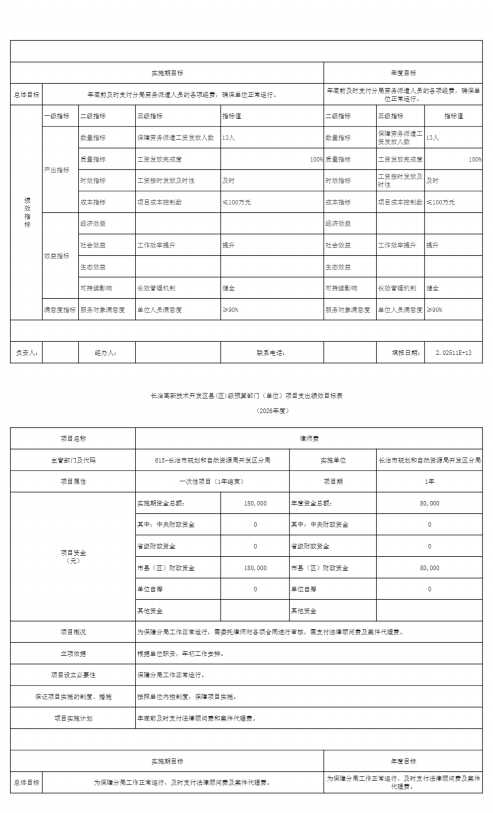 实施期目标 年度目标
总体目标 年底前及时支付分局劳务派遣人员的各项经费，确保单位正常运行。 年底前及时支付分局劳务派遣人员的各项经费，确保单位正常运行。
绩效指标 一级指标 二级指标 三级指标 指标值 二级指标 三级指标 指标值
产出指标 数量指标 保障劳务派遣工资发放人数 13人 数量指标 保障劳务派遣工资发放人数 13人
质量指标 工资发放完成度 100% 质量指标 工资发放完成度 100%
时效指标 工资按时发放及时性 及时 时效指标 工资按时发放及时性 及时
成本指标 项目成本控制数 ≤100万元 成本指标 项目成本控制数 ≤100万元
效益指标 经济效益 经济效益
社会效益 工作效率提升 提升 社会效益 工作效率提升 提升
生态效益 生态效益
可持续影响 长效管理机制 健全 可持续影响 长效管理机制 健全
满意度指标 服务对象满意度 单位人员满意度 ≥90% 服务对象满意度 单位人员满意度 ≥90%
负责人： 经办人： 联系电话： 填报日期： 2.02511E+13
长治高新技术开发区县(区)级预算部门（单位）项目支出绩效目标表
（2026年度）
项目名称 律师费
主管部门及代码 618-长治市规划和自然资源局开发区分局 实施单位 长治市规划和自然资源局开发区分局
项目属性 一次性项目（1年结束） 项目期 1年
项目资金（元） 实施期资金总额： 180,000 年度资金总额： 80,000
其中：中央财政资金 0 其中：中央财政资金 0
省级财政资金 0 省级财政资金 0
市县（区）财政资金 180,000 市县（区）财政资金 80,000
单位自筹 0 单位自筹 0
其他资金 其他资金
项目概况 为保障分局工作正常运行，需委托律师对各项合同进行审核，需支付法律顾问费及案件代理费。
立项依据 根据单位职责，年初工作安排。
项目设立必要性 保障分局工作正常运行。
保证项目实施的制度、措施 按照单位内控制度，保障项目实施。
项目实施计划 年底前及时支付法律顾问费和案件代理费。
实施期目标 年度目标
总体目标 为保障分局工作正常运行，及时支付法律顾问费及案件代理费。 为保障分局工作正常运行，及时支付法律顾问费及案件代理费。